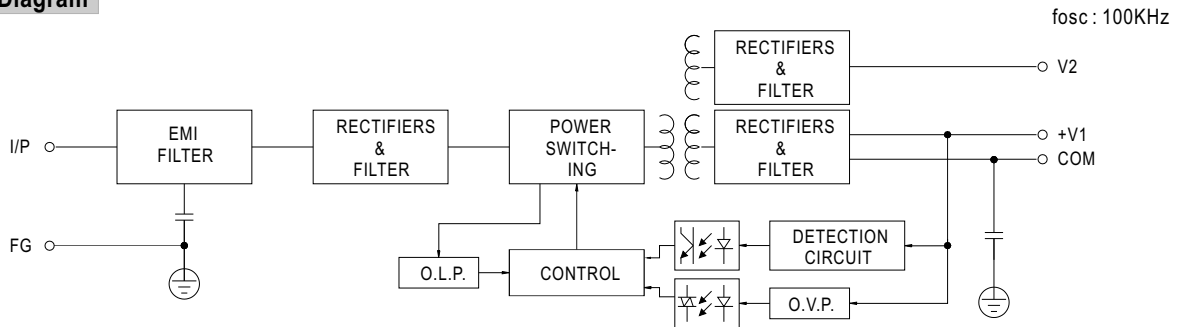 Diagram
fosc : 100KHz
RECTIFIERS
&
FILTER
V2
I/P
EMI
FILTER
RECTIFIERS
&
FILTER
POWER
SWITCH-
ING
RECTIFIERS
&
FILTER
+V1
COM
FG
O.L.P.
CONTROL
DETECTION
CIRCUIT
O.V.P.